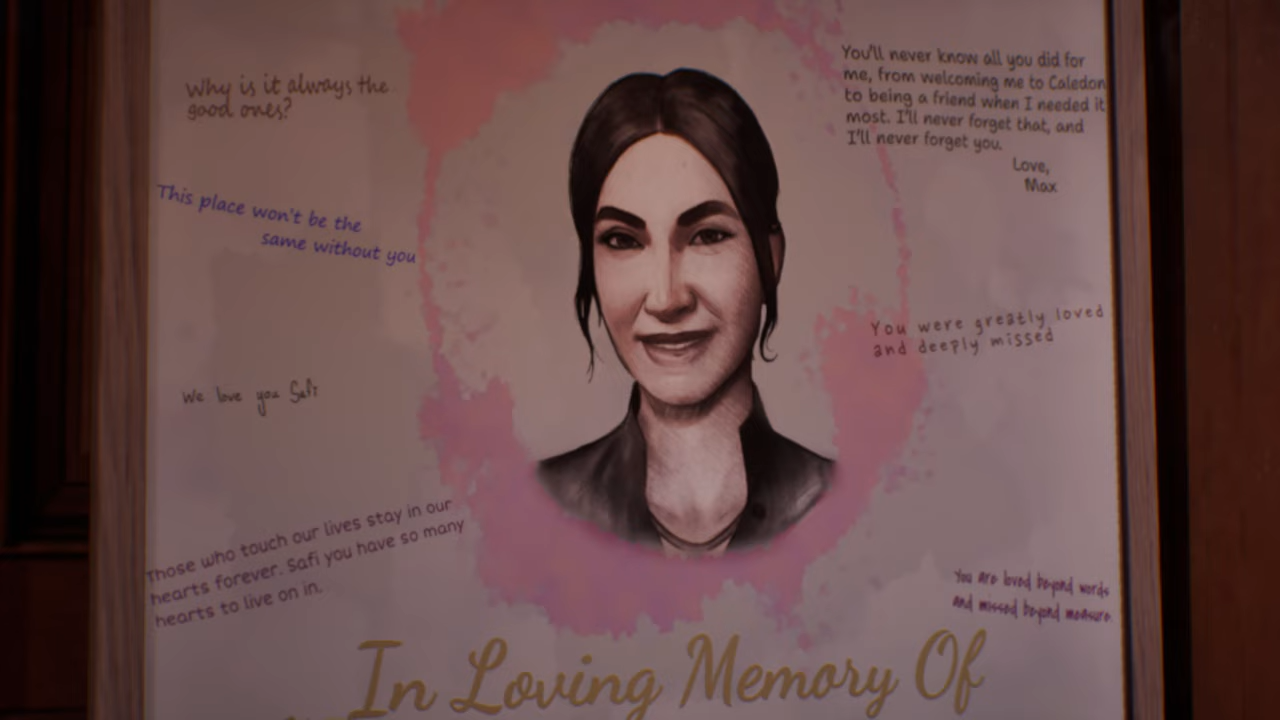 Why is it always the
good ones?
This place won't be the
same without you
We love you Safi
Those who touch our lives stay in our
hearts forever. Safi you have so many
hearts to live on in.
You'll never know all you did for
me, from welcoming me to Caledon
to being a friend when I needed it
most. I'll never forget that, and
I'll never forget you.
Love,
Max
You were greatly loved
and deeply missed
You are loved beyond words
and missed beyond measure.
In Loving Memory Of